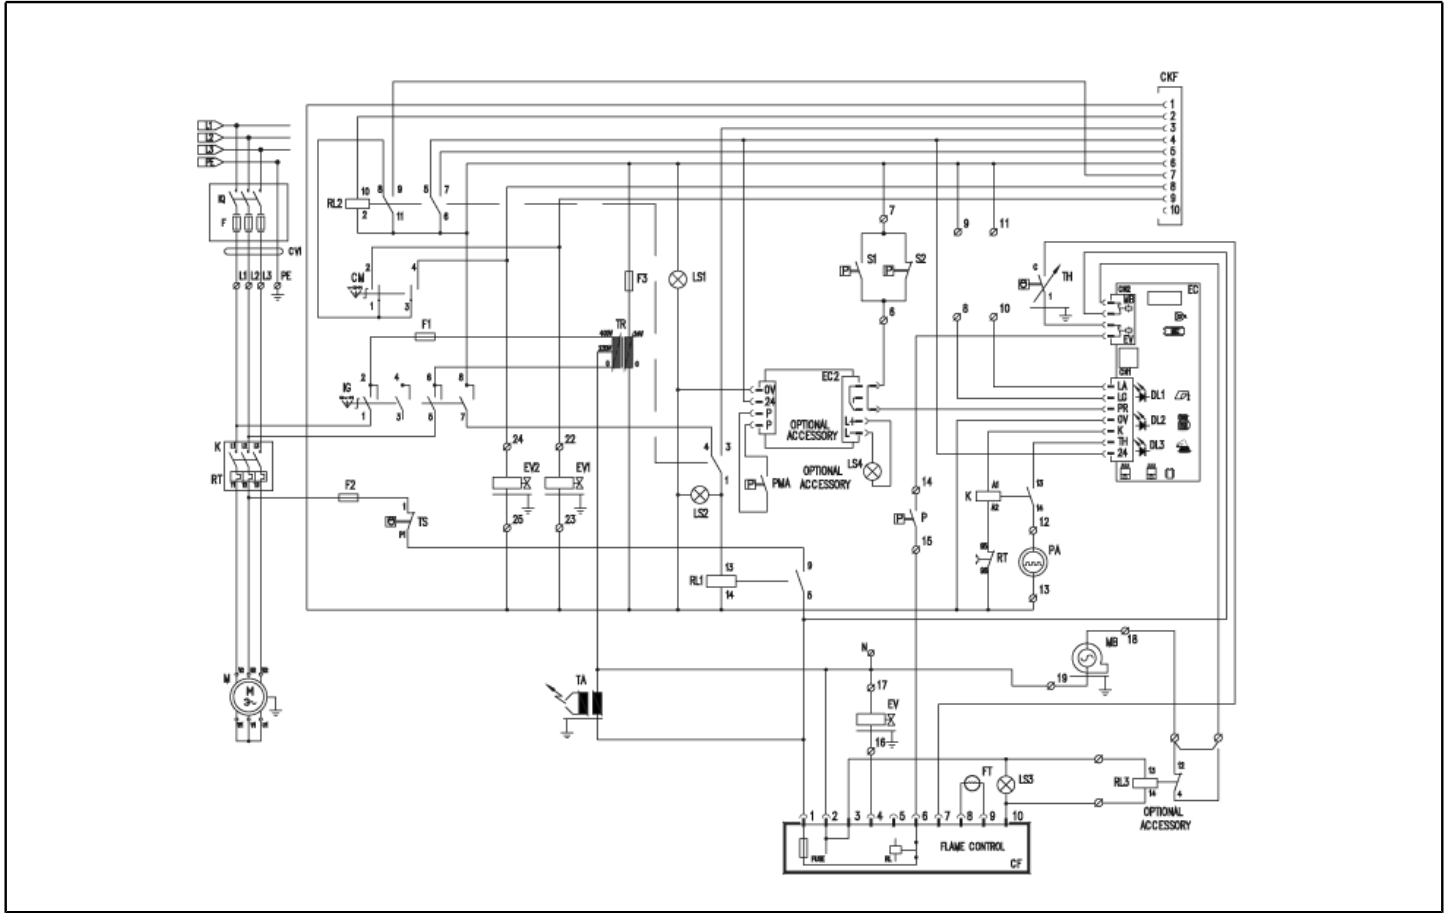 CKF
1
2
3
4
5
6
7
8
9
10
L1
L2
L3
PE
IQ
F
CVI
L1 L2 L3 PE
RL2
10
2
8
9
11
5
7
6
CM
2
4
1
3
F1
F3
TR
400V
230V
0
24V
0
LS1
7
S1
S2
6
9
11
8
10
C
TH
1
CN2
MB
EV
CN1
EC
LA
LG
PR
0V
K
TH
24
DL1
DL2
DL3
IG
2
4
6
8
1
3
5
7
K
RT
F2
1
TS
P1
24
22
EV2
EV1
25
23
4
3
1
LS2
RL1
13
14
9
5
EC2
0V
24
P
P
L+
L-
OPTIONAL
ACCESSORY
OPTIONAL
ACCESSORY
PWA
LS4
14
P
15
K
A1
A2
13
14
12
95
96
RT
PA
13
M
M
3~
TA
N
17
EV
16
MB
18
19
FT
LS3
RL3
13
14
12
4
OPTIONAL
ACCESSORY
1 2 3 4 5 6 7 8 9 10
FUSE
RL
FLAME CONTROL
CF